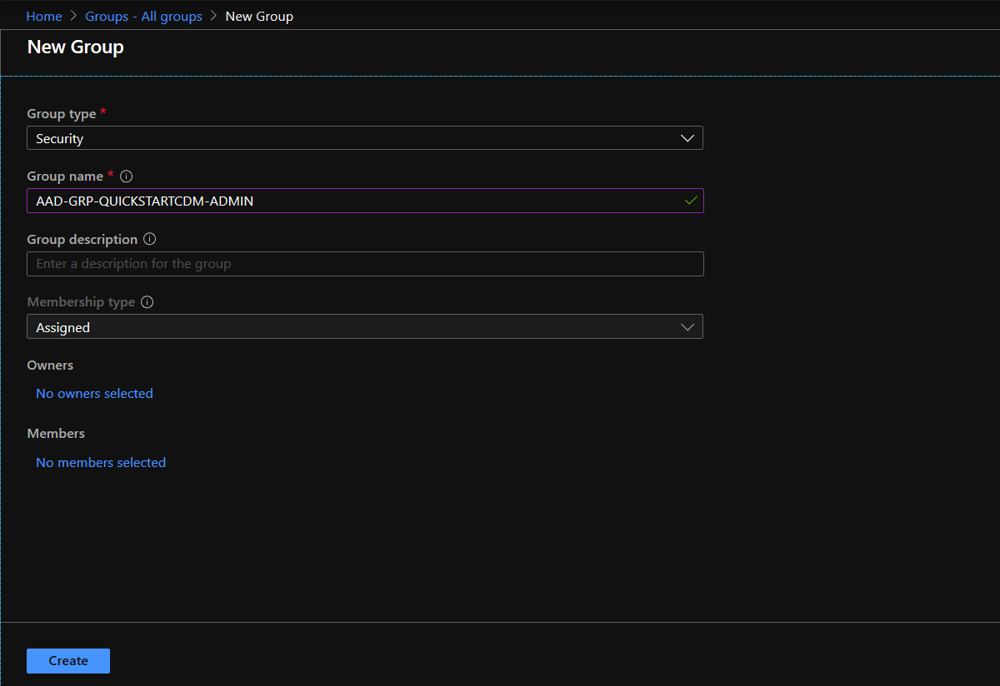 Home > Groups - All groups > New Group
New Group
Group type *
Security
Group name *
AAD-GRP-QUICKSTARTCDM-ADMIN
Group description
Enter a description for the group
Membership type
Assigned
Owners
No owners selected
Members
No members selected
Create